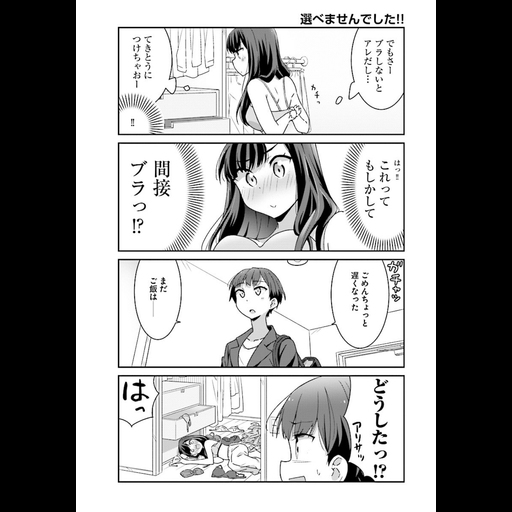 選べませんでした!!
でもさー
ブラしないと
アレだし…
カチッ
てきとうに
つけちゃおー
!!
はっ!!
これって
もしかして
間接
ブラっ!?
ガチャッ
ごめんちょっと
遅くなった
まだ
ご飯は―
どうしたっ!?
アリサッ
はっ